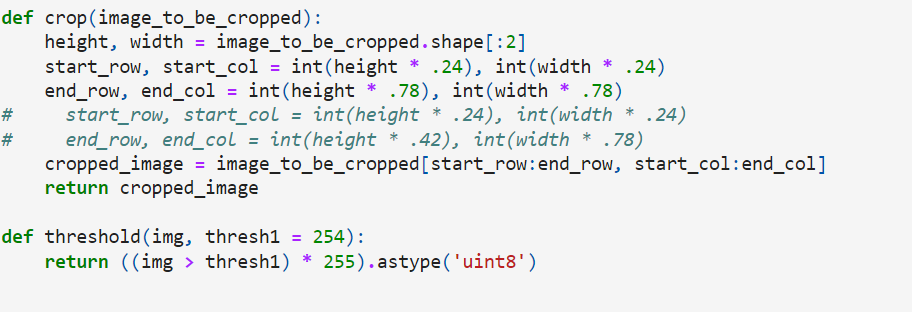 def crop(image_to_be_cropped):
    height, width = image_to_be_cropped.shape[:2]
    start_row, start_col = int(height * .24), int(width * .24)
    end_row, end_col = int(height * .78), int(width * .78)
#     start_row, start_col = int(height * .24), int(width * .24)
#     end_row, end_col = int(height * .42), int(width * .78)
    cropped_image = image_to_be_cropped[start_row:end_row, start_col:end_col]
    return cropped_image
def threshold(img, thresh1 = 254):
    return ((img > thresh1) * 255).astype('uint8')